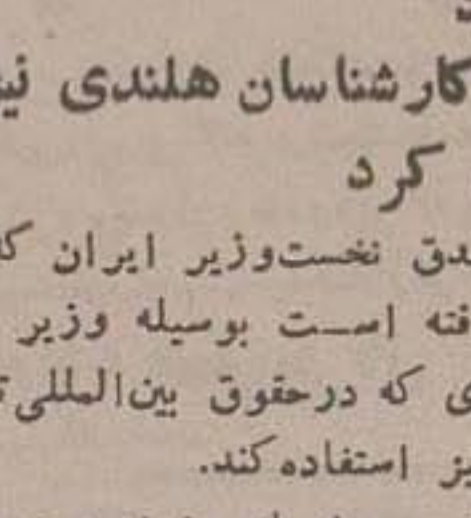 کارشناسان هلندی نی
کرد
دق نخست‌وزیر ایران که
فته است بوسیله وزیر
ی که درحقوق بین‌المللی
یز استفاده کند.